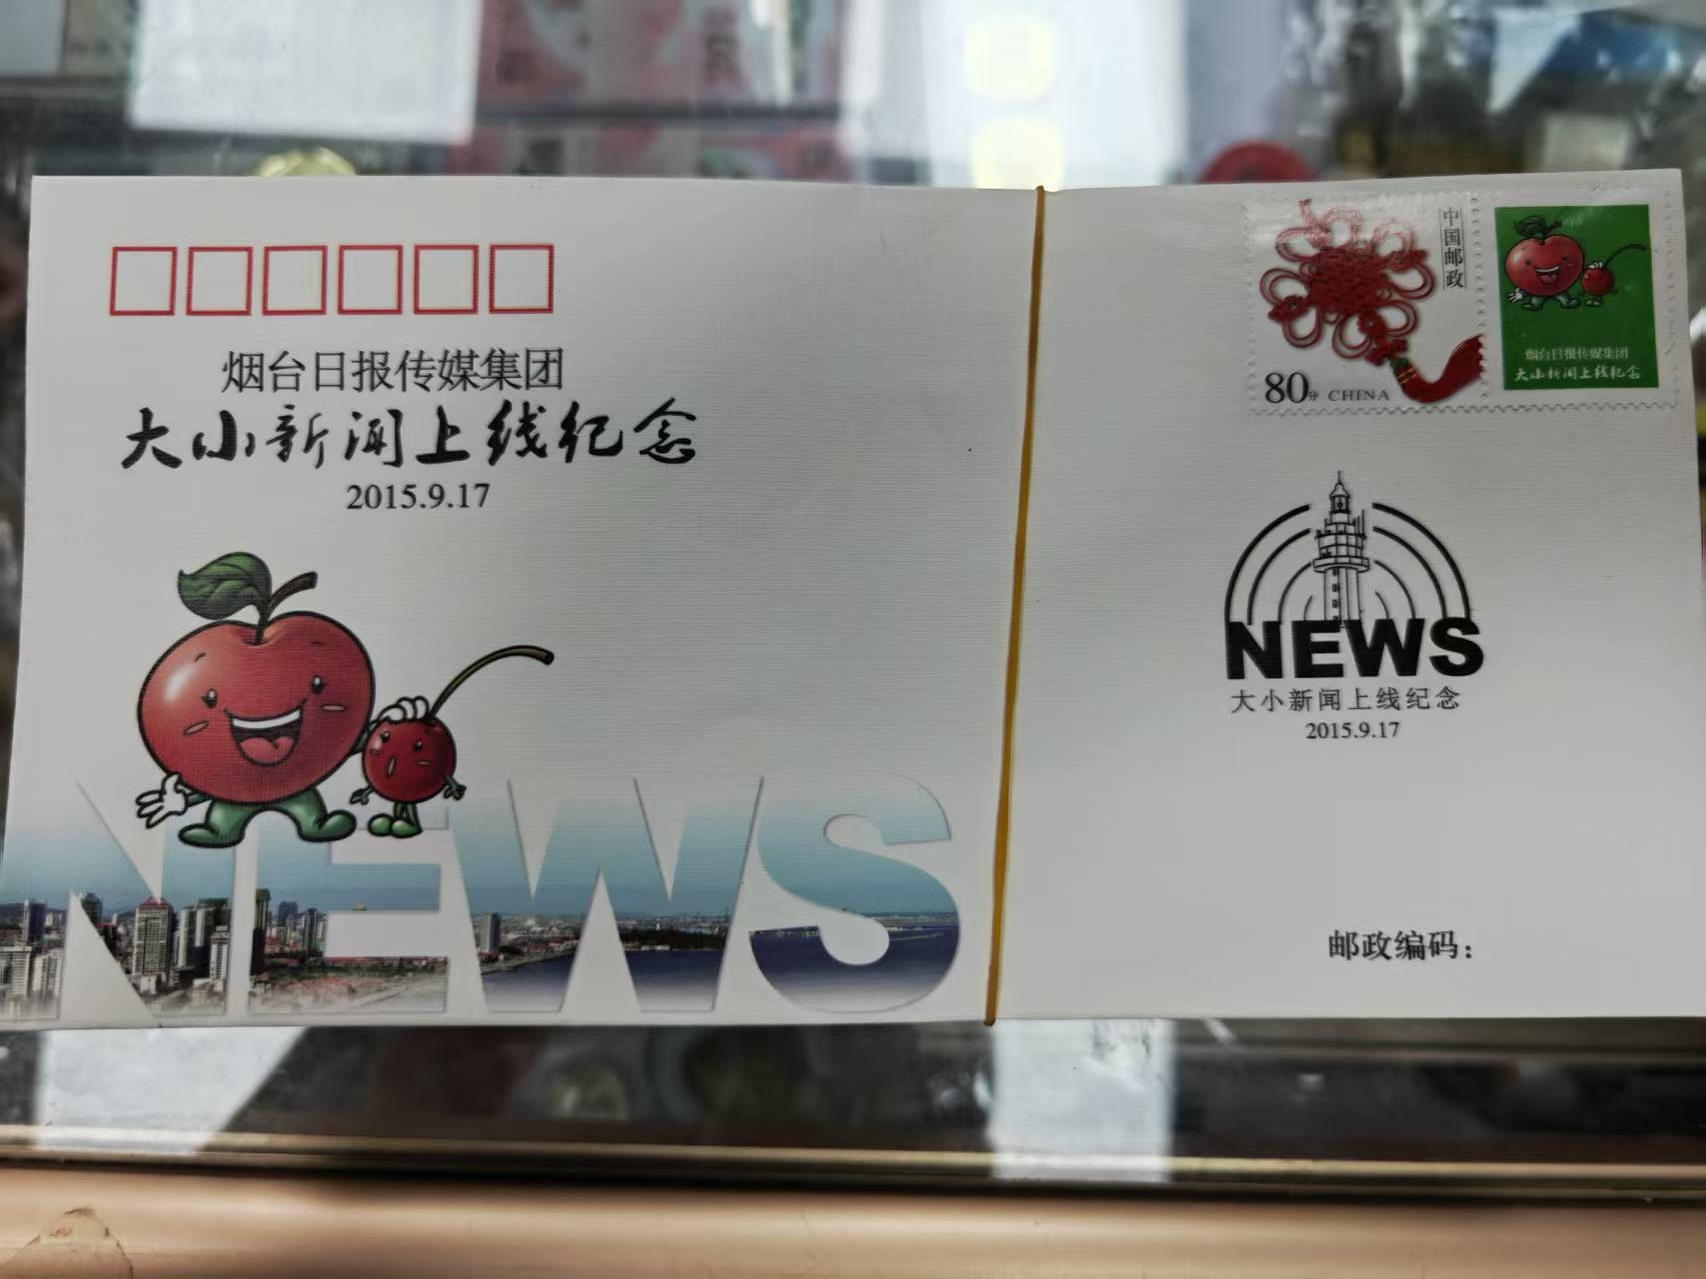 烟台日报传媒集团
大小新闻上线纪念
2015.9.17
NEWS
中国邮政
80分 CHINA
烟台日报传媒集团
大小新闻上线纪念
NEWS
大小新闻上线纪念
2015.9.17
邮政编码: